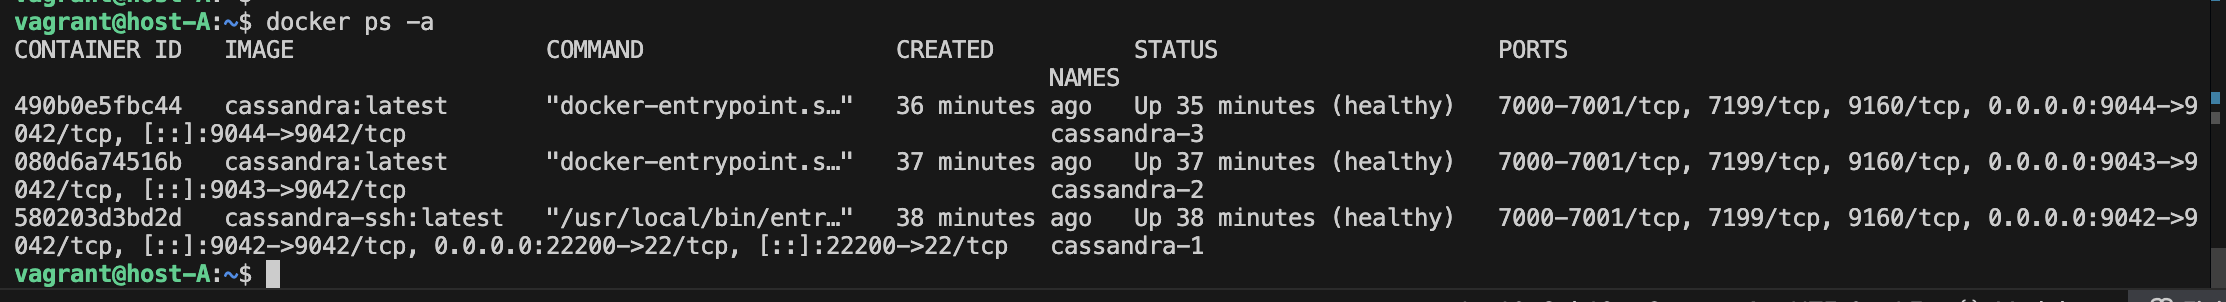 vagrant@host-A:~$ docker ps -a
CONTAINER ID   IMAGE                  COMMAND                  CREATED          STATUS                    PORTS
                                                                          NAMES
490b0e5fbc44   cassandra:latest       "docker-entrypoint.s…"   36 minutes ago   Up 35 minutes (healthy)   7000-7001/tcp, 7199/tcp, 9160/tcp, 0.0.0.0:9044->9
042/tcp, [::]:9044->9042/tcp                                              cassandra-3
080d6a74516b   cassandra:latest       "docker-entrypoint.s…"   37 minutes ago   Up 37 minutes (healthy)   7000-7001/tcp, 7199/tcp, 9160/tcp, 0.0.0.0:9043->9
042/tcp, [::]:9043->9042/tcp                                              cassandra-2
580203d3bd2d   cassandra-ssh:latest   "/usr/local/bin/entr…"   38 minutes ago   Up 38 minutes (healthy)   7000-7001/tcp, 7199/tcp, 9160/tcp, 0.0.0.0:9042->9
042/tcp, [::]:9042->9042/tcp, 0.0.0.0:22200->22/tcp, [::]:22200->22/tcp   cassandra-1
vagrant@host-A:~$